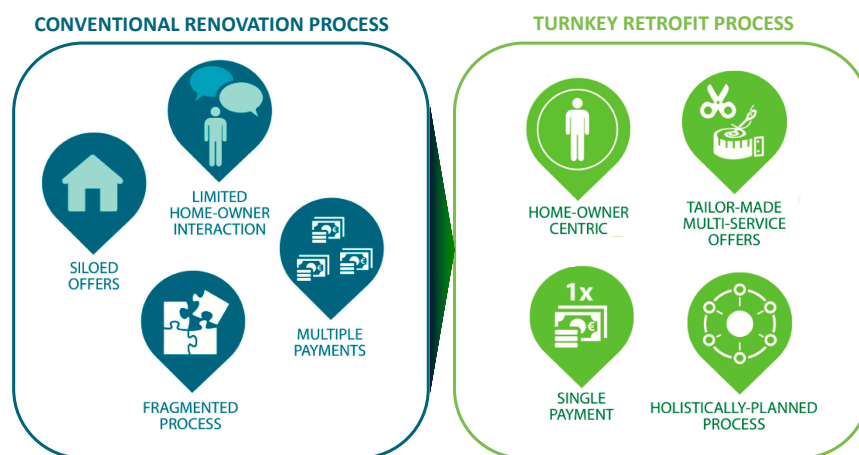 CONVENTIONAL RENOVATION PROCESS
LIMITED
HOME-OWNER
INTERACTION
SILOED
OFFERS
MULTIPLE
PAYMENTS
FRAGMENTED
PROCESS
TURNKEY RETROFIT PROCESS
HOME-OWNER
CENTRIC
TAILOR-MADE
MULTI-SERVICE
OFFERS
1x
SINGLE
PAYMENT
HOLISTICALLY-PLANNED
PROCESS